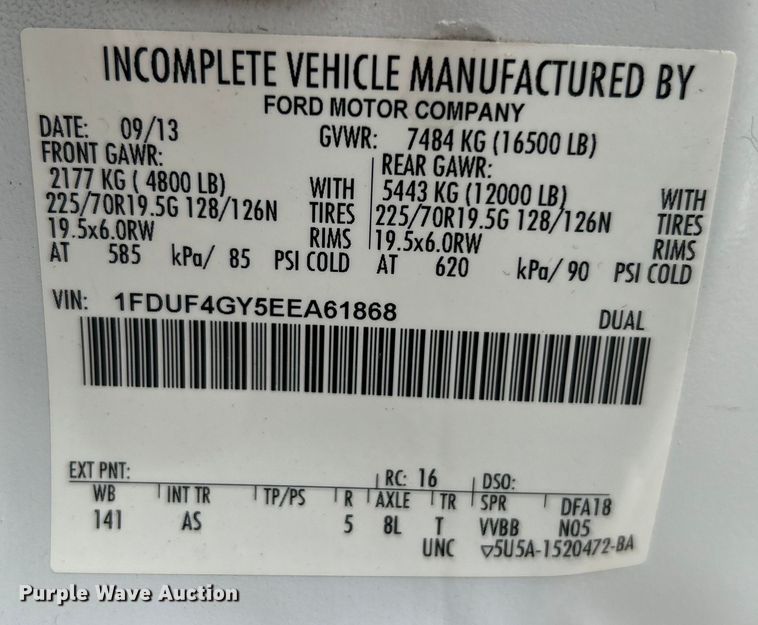 INCOMPLETE VEHICLE MANUFACTURED BY
FORD MOTOR COMPANY
DATE: 09/13 GVWR: 7484 KG (16500 LB)
FRONT GAWR: REAR GAWR:
2177 KG ( 4800 LB) WITH 5443 KG (12000 LB) WITH
225/70R19.5G 128/126N TIRES 225/70R19.5G 128/126N TIRES
19.5x6.0RW RIMS 19.5x6.0RW RIMS
AT 585 kPa/ 85 PSI COLD AT 620 kPa/ 90 PSI COLD
VIN: 1FDUF4GY5EEA61868 DUAL
EXT PNT: RC: 16 DSO:
WB INT TR TP/PS R AXLE TR SPR DFA18
141 AS 5 8L T VVBB N05
UNC ▽5U5A-1520472-BA
Purple Wave Auction